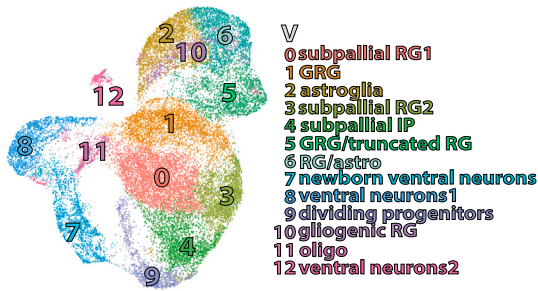 V
0 subpallial RG1
1 GRG
2 astroglia
3 subpallial RG2
4 subpallial IP
5 GRG/truncated RG
6 RG/astro
7 newborn ventral neurons
8 ventral neurons1
9 dividing progenitors
10 gliogenic RG
11 oligo
12 ventral neurons2
2
6
10
12
5
1
8
11
0
3
7
4
9